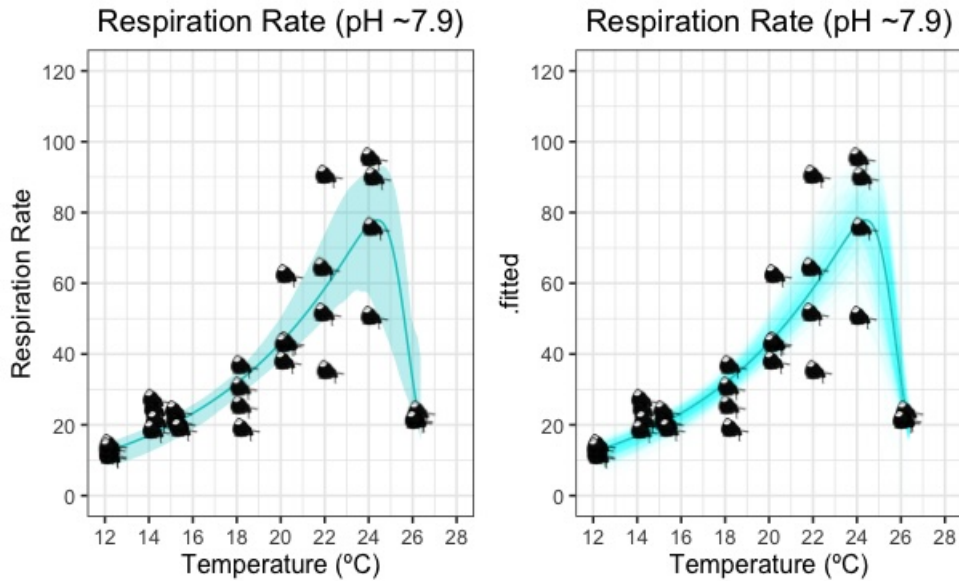 Respiration Rate (pH ~7.9)
Respiration Rate
120
100
80
60
40
20
0
12 14 16 18 20 22 24 26 28
Temperature (ºC)
Respiration Rate (pH ~7.9)
.fitted
120
100
80
60
40
20
0
12 14 16 18 20 22 24 26 28
Temperature (ºC)